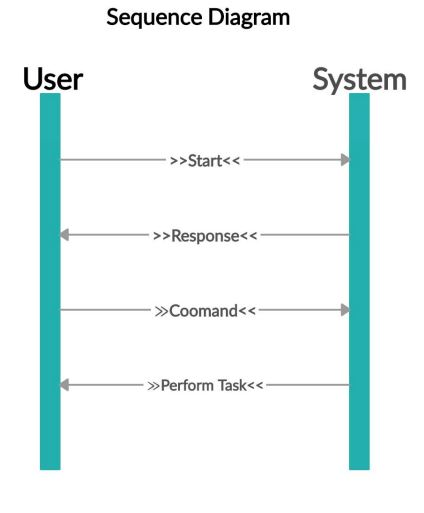 Sequence Diagram
User
System
>>Start<<
>>Response<<
≫Coomand<<
≫Perform Task<<